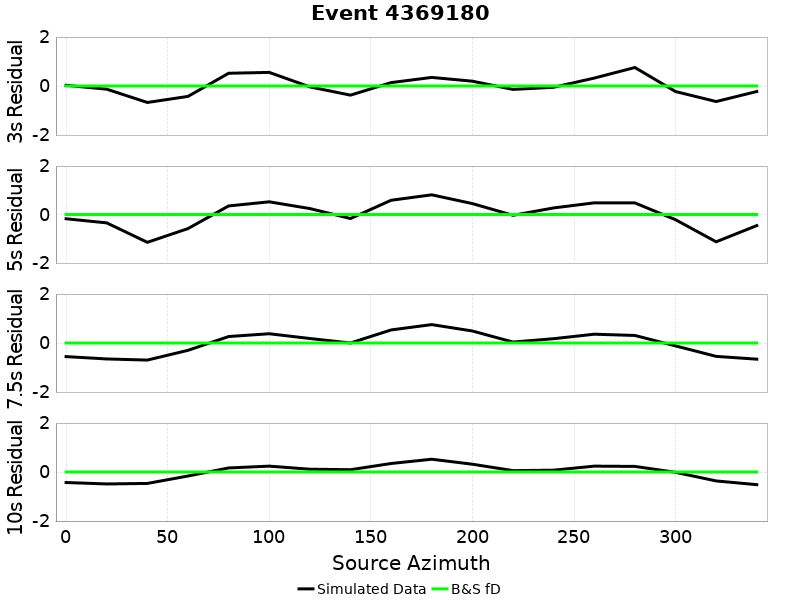 Event 4369180
3s Residual
2
0
-2
5s Residual
2
0
-2
7.5s Residual
2
0
-2
10s Residual
2
0
-2
0 50 100 150 200 250 300
Source Azimuth
Simulated Data B&S fD